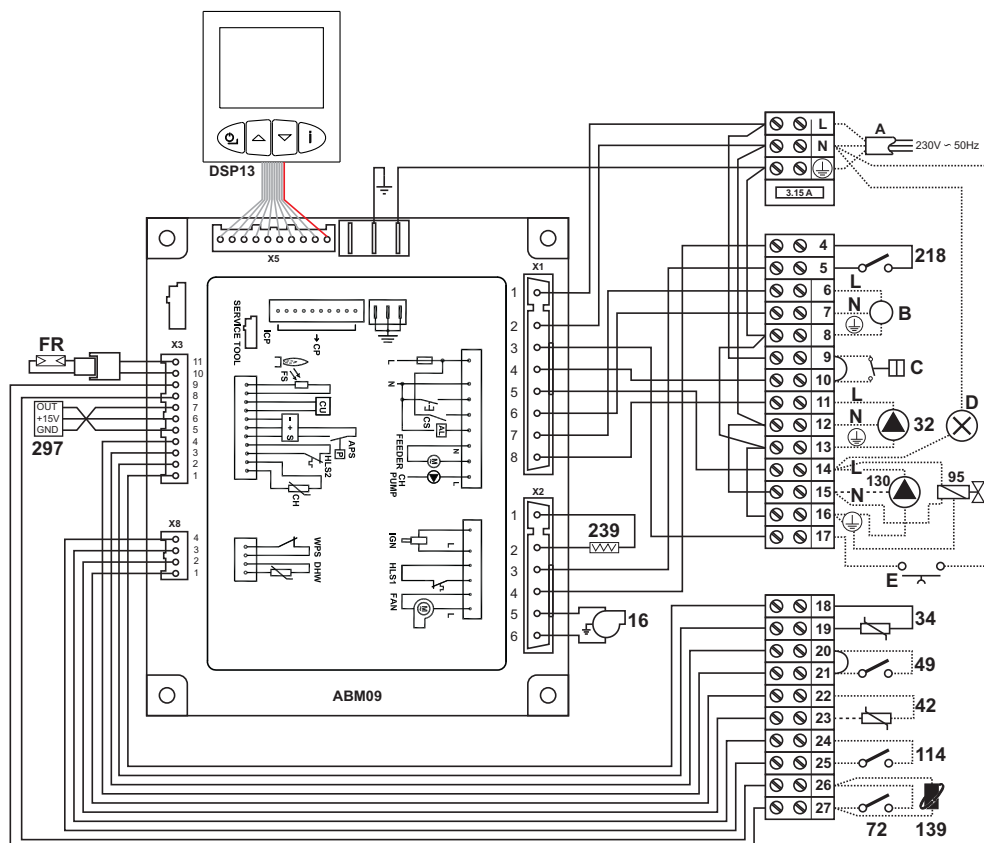 DSP13
i
L
N
A
230V ~ 50Hz
3.15 A
X5
X1
1
2
3
4
5
6
7
8
SERVICE TOOL
ICP
CP
FS
CU
- + S
APS
P
HLS2
CH
L
N
CS
AL
FEEDER
M
N
CH
PUMP
L
FR
X3
11
10
9
8
7
6
5
4
3
2
1
OUT
+15V
GND
297
X8
4
3
2
1
WPS
DHW
IGN
L
HLS1
FAN
M
L
X2
1
2
3
4
5
6
239
16
ABM09
4
5
6
7
8
9
10
11
12
13
14
15
16
17
218
L
N
B
C
L
N
32
D
L
N
130
95
E
18
19
20
21
22
23
24
25
26
27
34
49
42
114
72
139